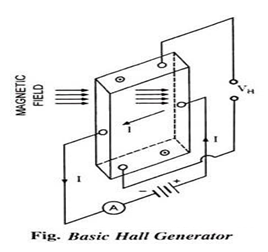 MAGNETIC
FIELD
V_H
I
I
I
- +
A
Fig. Basic Hall Generator